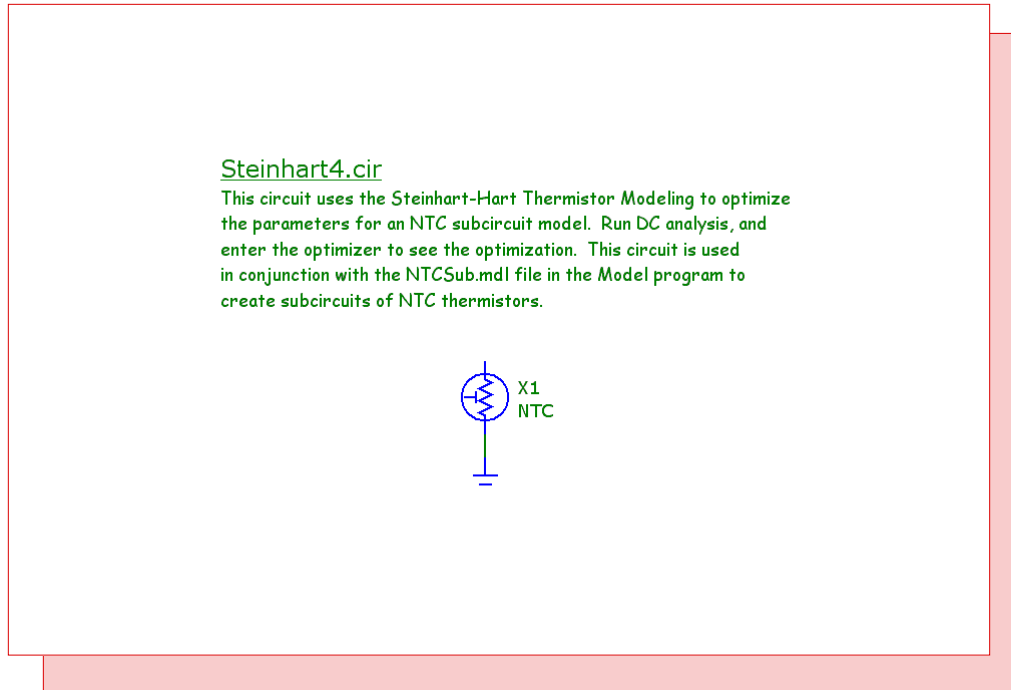 Steinhart4.cir
This circuit uses the Steinhart-Hart Thermistor Modeling to optimize
the parameters for an NTC subcircuit model.  Run DC analysis, and
enter the optimizer to see the optimization.  This circuit is used
in conjunction with the NTCSub.mdl file in the Model program to
create subcircuits of NTC thermistors.
X1
NTC